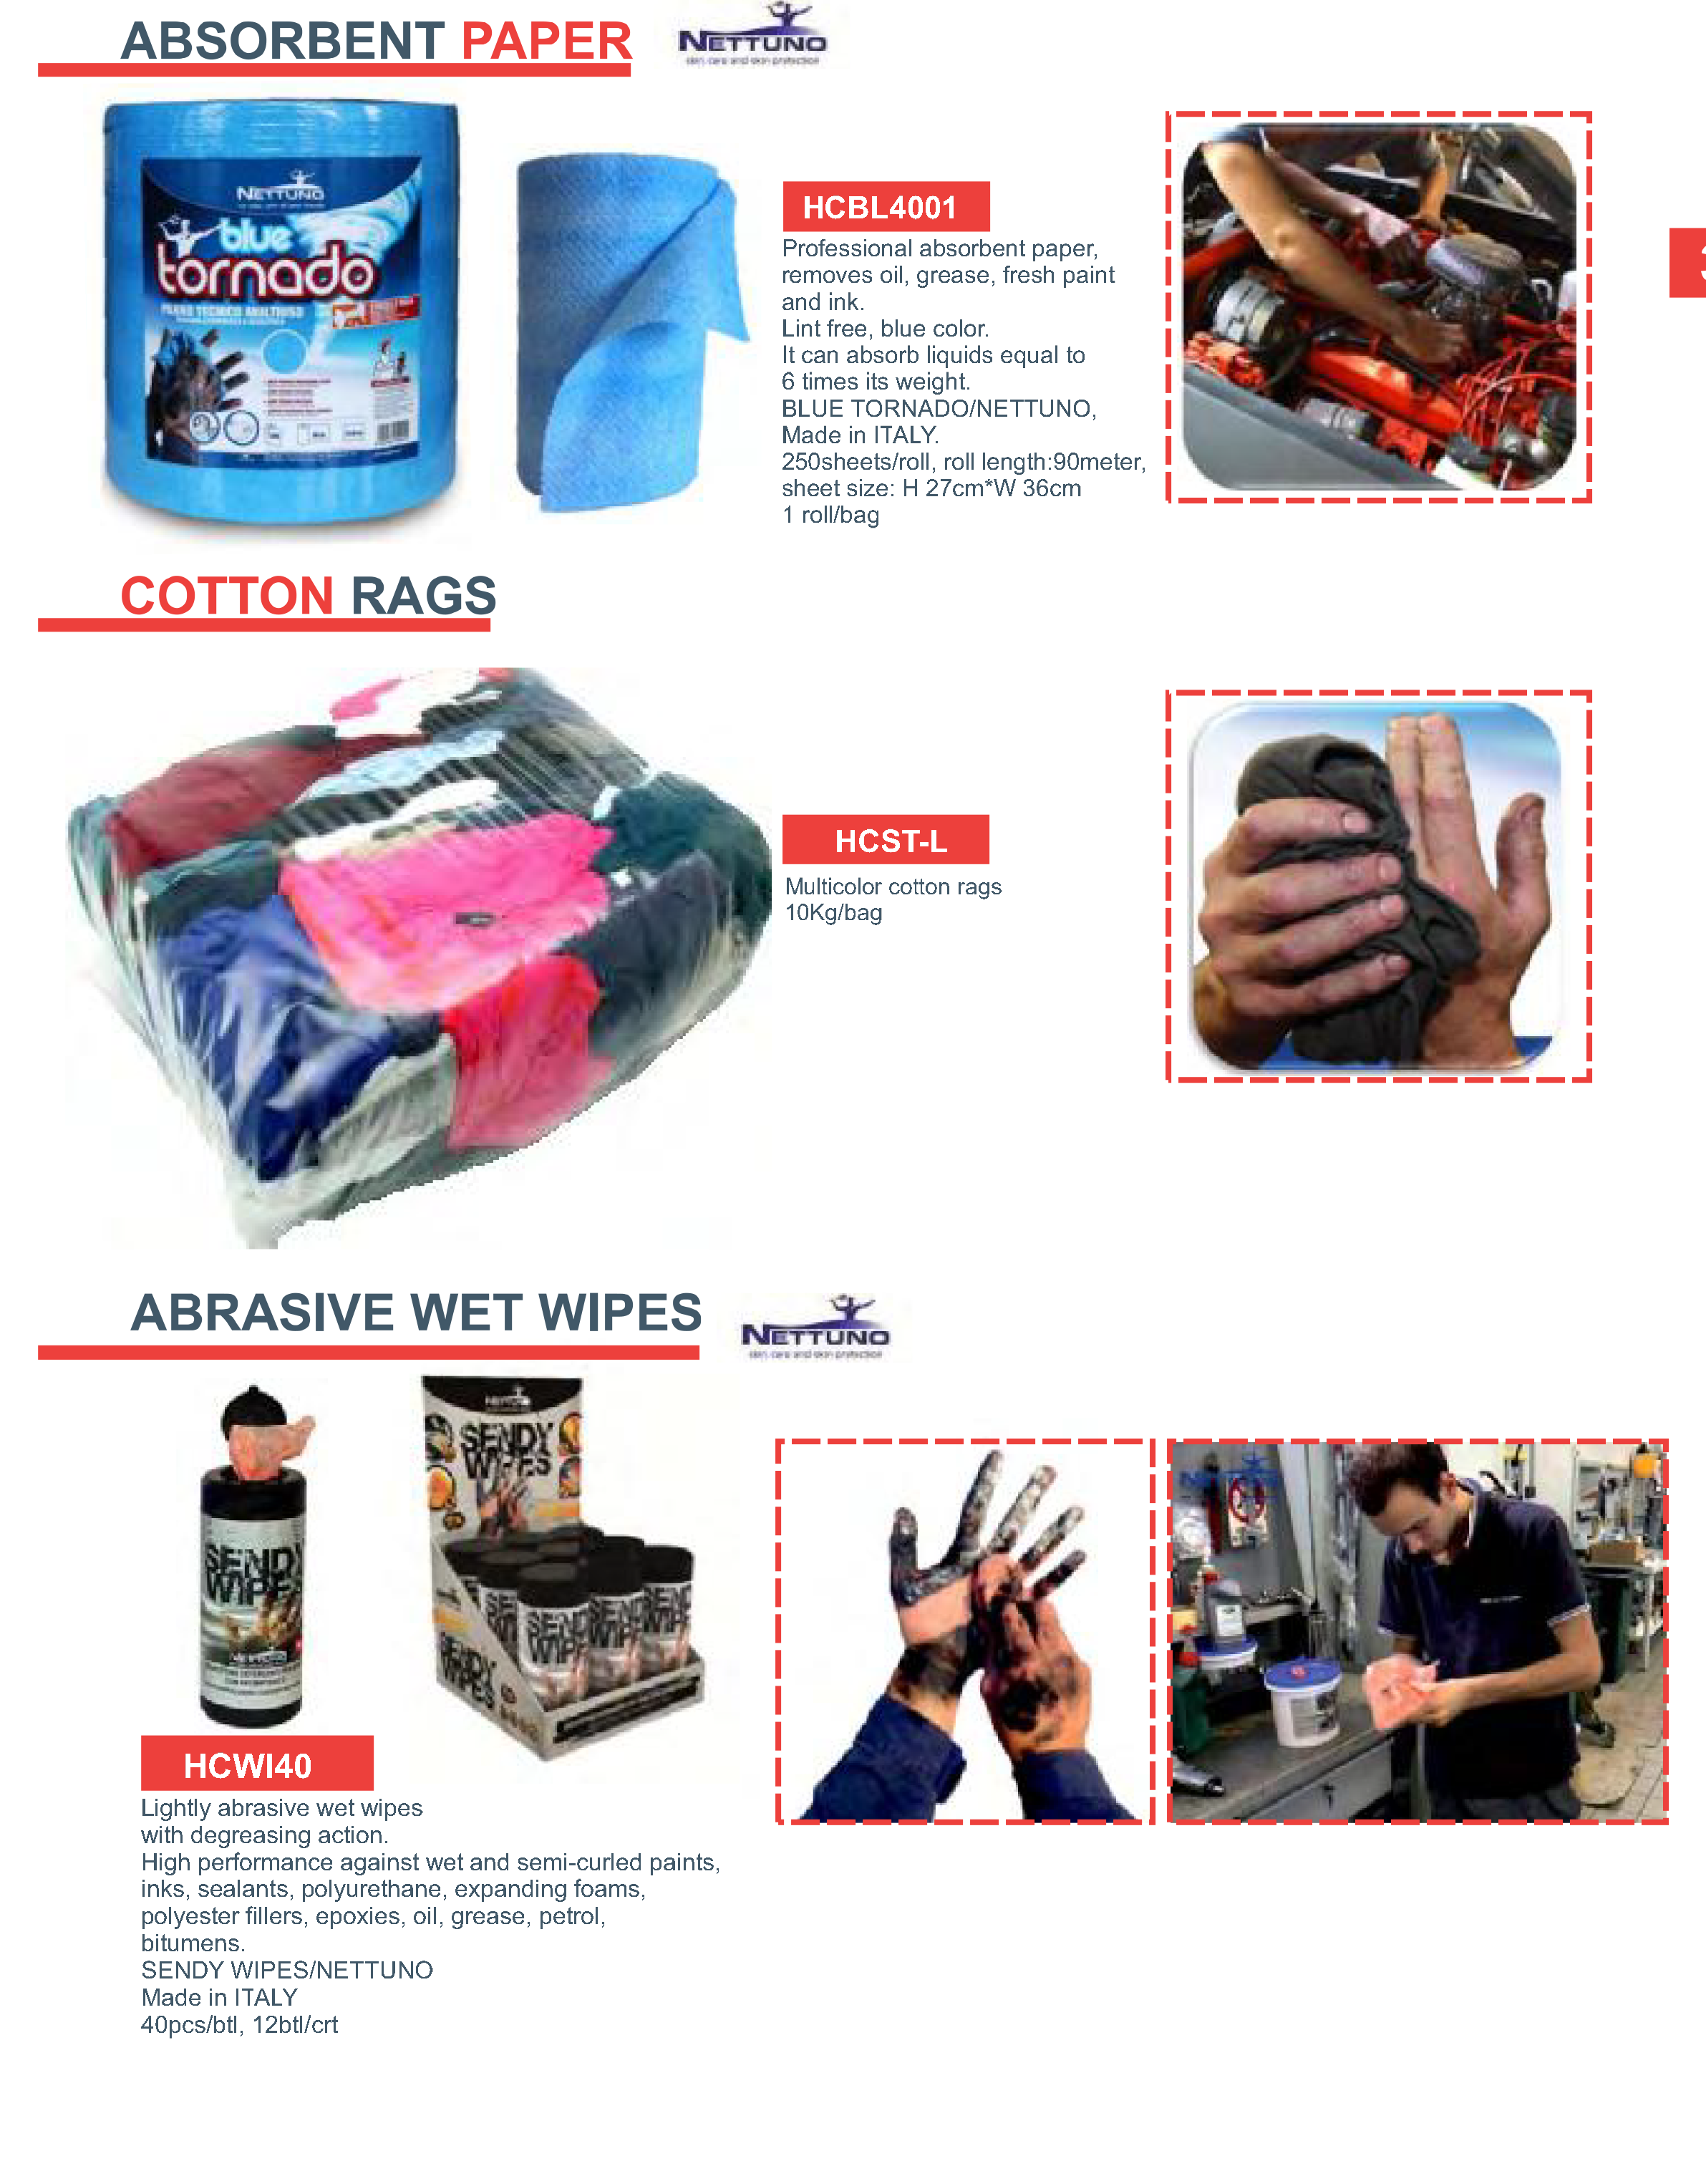 ABSORBENT PAPER
NETTUNO
skin care and skin protection
NETTUNO
blue
tornado
PANNO TECNICO MULTIUSO
HCBL4001
Professional absorbent paper,
removes oil, grease, fresh paint
and ink.
Lint free, blue color.
It can absorb liquids equal to
6 times its weight.
BLUE TORNADO/NETTUNO,
Made in ITALY.
250sheets/roll, roll length:90meter,
sheet size: H 27cm*W 36cm
1 roll/bag
COTTON RAGS
HCST-L
Multicolor cotton rags
10Kg/bag
ABRASIVE WET WIPES
NETTUNO
skin care and skin protection
SENDY
WIPES
NETTUNO
SENDY
WIPES
SENDY
WIPES
NETTUNO
HCWI40
Lightly abrasive wet wipes
with degreasing action.
High performance against wet and semi-curled paints,
inks, sealants, polyurethane, expanding foams,
polyester fillers, epoxies, oil, grease, petrol,
bitumens.
SENDY WIPES/NETTUNO
Made in ITALY
40pcs/btl, 12btl/crt